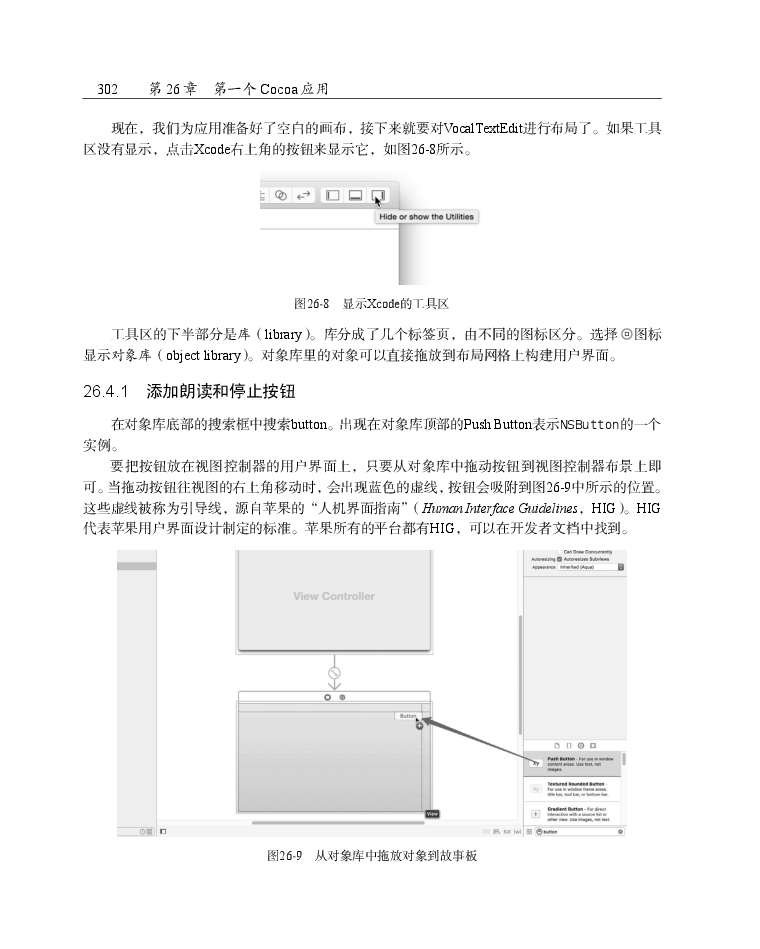 302 第 26 章 第一个 Cocoa 应用
现在，我们为应用准备好了空白的画布，接下来就要对VocalTextEdit进行布局了。如果工具
区没有显示，点击Xcode右上角的按钮来显示它，如图26-8所示。
Hide or show the Utilities
图26-8 显示Xcode的工具区
工具区的下半部分是库（library）。库分成了几个标签页，由不同的图标区分。选择◎图标
显示对象库（object library）。对象库里的对象可以直接拖放到布局网格上构建用户界面。
26.4.1 添加朗读和停止按钮
在对象库底部的搜索框中搜索button。出现在对象库顶部的Push Button表示NSButton的一个
实例。
要把按钮放在视图控制器的用户界面上，只要从对象库中拖动按钮到视图控制器布景上即
可。当拖动按钮往视图的右上角移动时，会出现蓝色的虚线，按钮会吸附到图26-9中所示的位置。
这些虚线被称为引导线，源自苹果的“人机界面指南”（Human Interface Guidelines，HIG）。HIG
代表苹果用户界面设计制定的标准。苹果所有的平台都有HIG，可以在开发者文档中找到。
Can Draw Concurrently
Autoresizing Autoresizes Subviews
Appearance Inherited (Aqua)
View Controller
Button
Push Button - For use in window
content areas. Use text, not
images.
Textured Rounded Button -
For use in window frame areas:
title bar, tool bar, or bottom bar.
Gradient Button - For direct
interaction with a source list or
other view. Use images, not text.
View
button
图26-9 从对象库中拖放对象到故事板